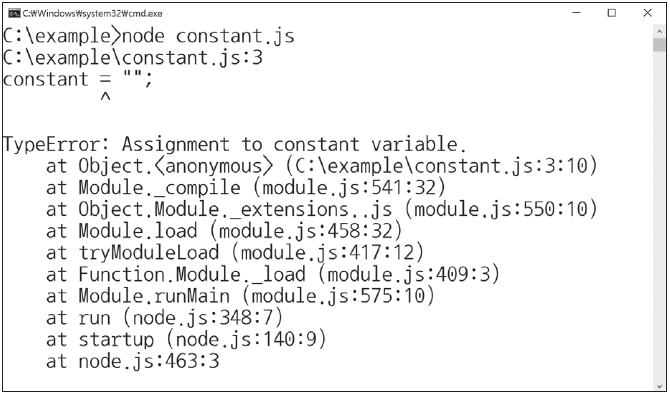 C:₩Windows₩system32₩cmd.exe
C:\example>node constant.js
C:\example\constant.js:3
constant = "";
^
TypeError: Assignment to constant variable.
at Object.<anonymous> (C:\example\constant.js:3:10)
at Module._compile (module.js:541:32)
at Object.Module._extensions..js (module.js:550:10)
at Module.load (module.js:458:32)
at tryModuleLoad (module.js:417:12)
at Function.Module._load (module.js:409:3)
at Module.runMain (module.js:575:10)
at run (node.js:348:7)
at startup (node.js:140:9)
at node.js:463:3